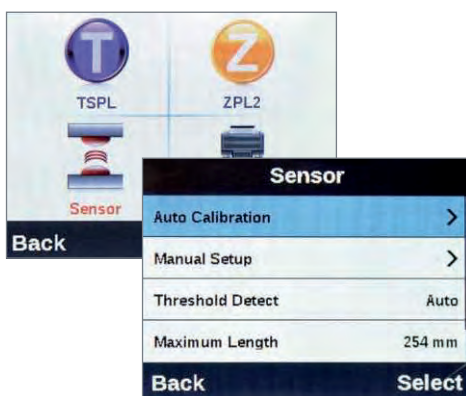 T
Z
TSPL ZPL2
Sensor
Back
Sensor
Auto Calibration >
Manual Setup >
Threshold Detect Auto
Maximum Length 254 mm
Back Select